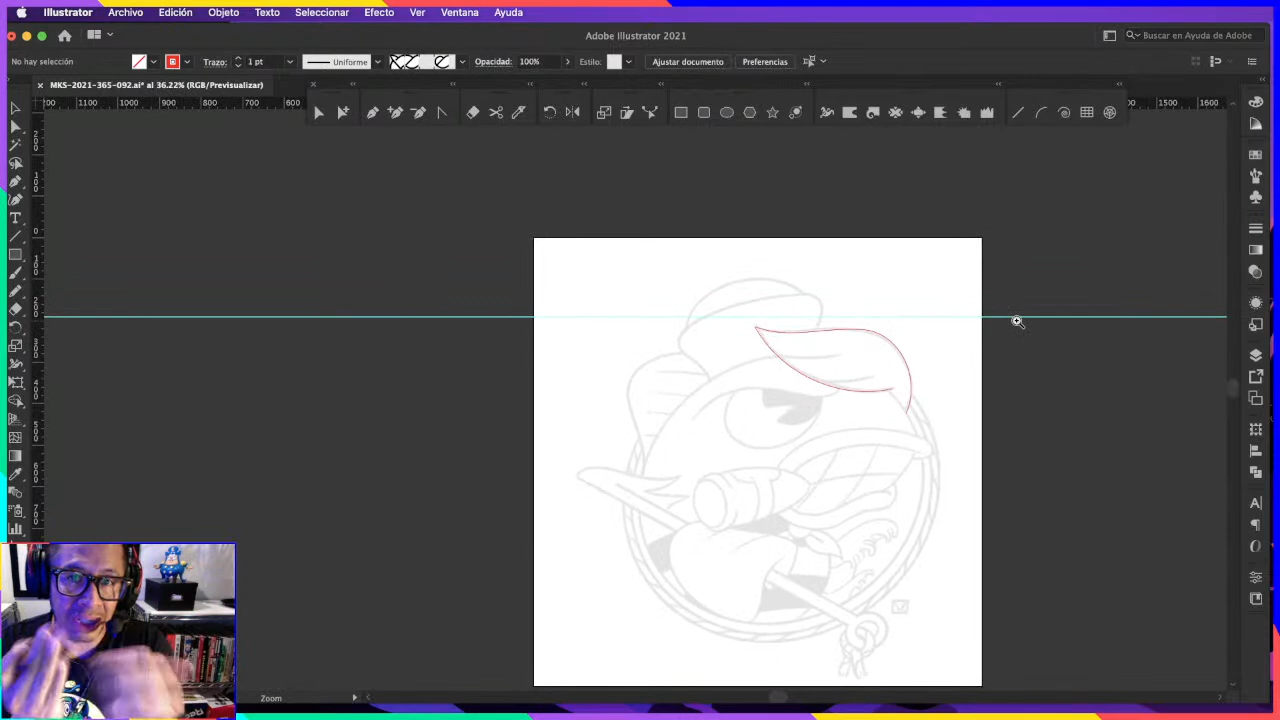 Illustrator Archivo Edición Objeto Texto Seleccionar Efecto Ver Ventana Ayuda
Adobe Illustrator 2021
Buscar en Ayuda de Adobe
No hay selección
Trazo: 1 pt
Uniforme
Opacidad: 100%
Estilo:
Ajustar documento
Preferencias
MKS-2021-365-092.ai* al 36.22% (RGB/Previsualizar)
1100 1000 900 800 700 600
1500 1600
Zoom